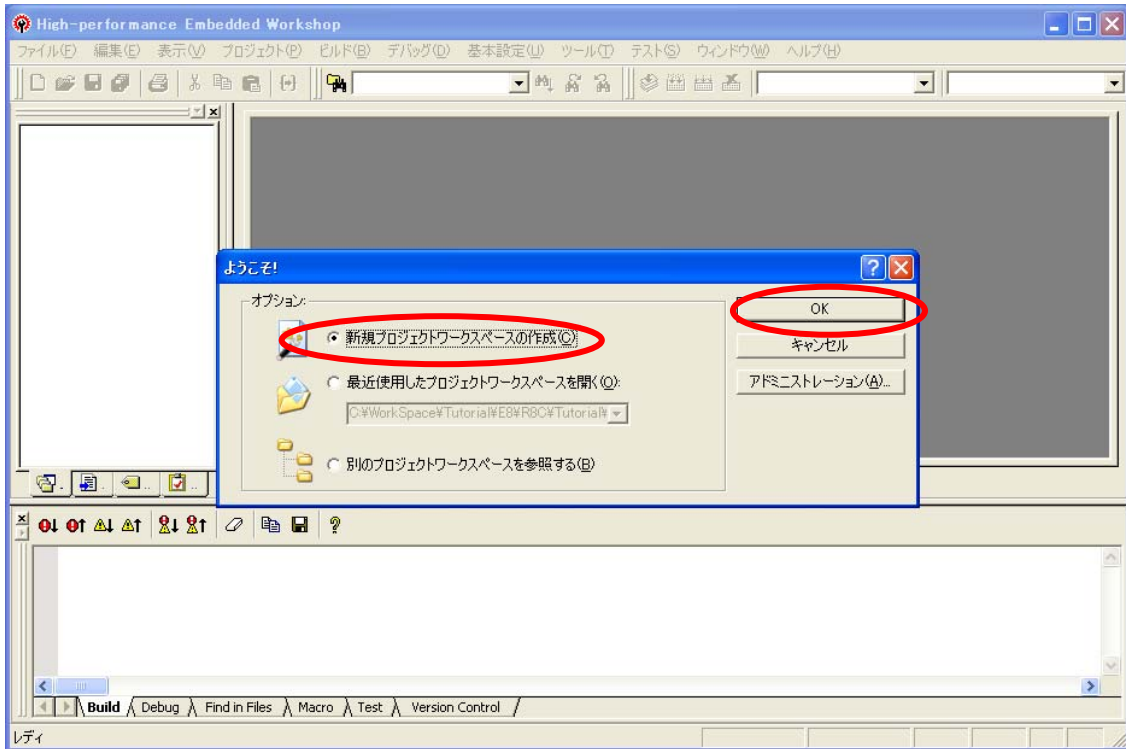 High-performance Embedded Workshop
ファイル(F) 編集(E) 表示(V) プロジェクト(P) ビルド(B) デバッグ(D) 基本設定(U) ツール(T) テスト(S) ウィンドウ(W) ヘルプ(H)
ようこそ!
オプション:
新規プロジェクトワークスペースの作成(C)
最近使用したプロジェクトワークスペースを開く(O):
C:¥WorkSpace¥Tutorial¥E8¥R8C¥Tutorial¥
別のプロジェクトワークスペースを参照する(B)
OK
キャンセル
アドミニストレーション(A)...
Build
Debug
Find in Files
Macro
Test
Version Control
レディ